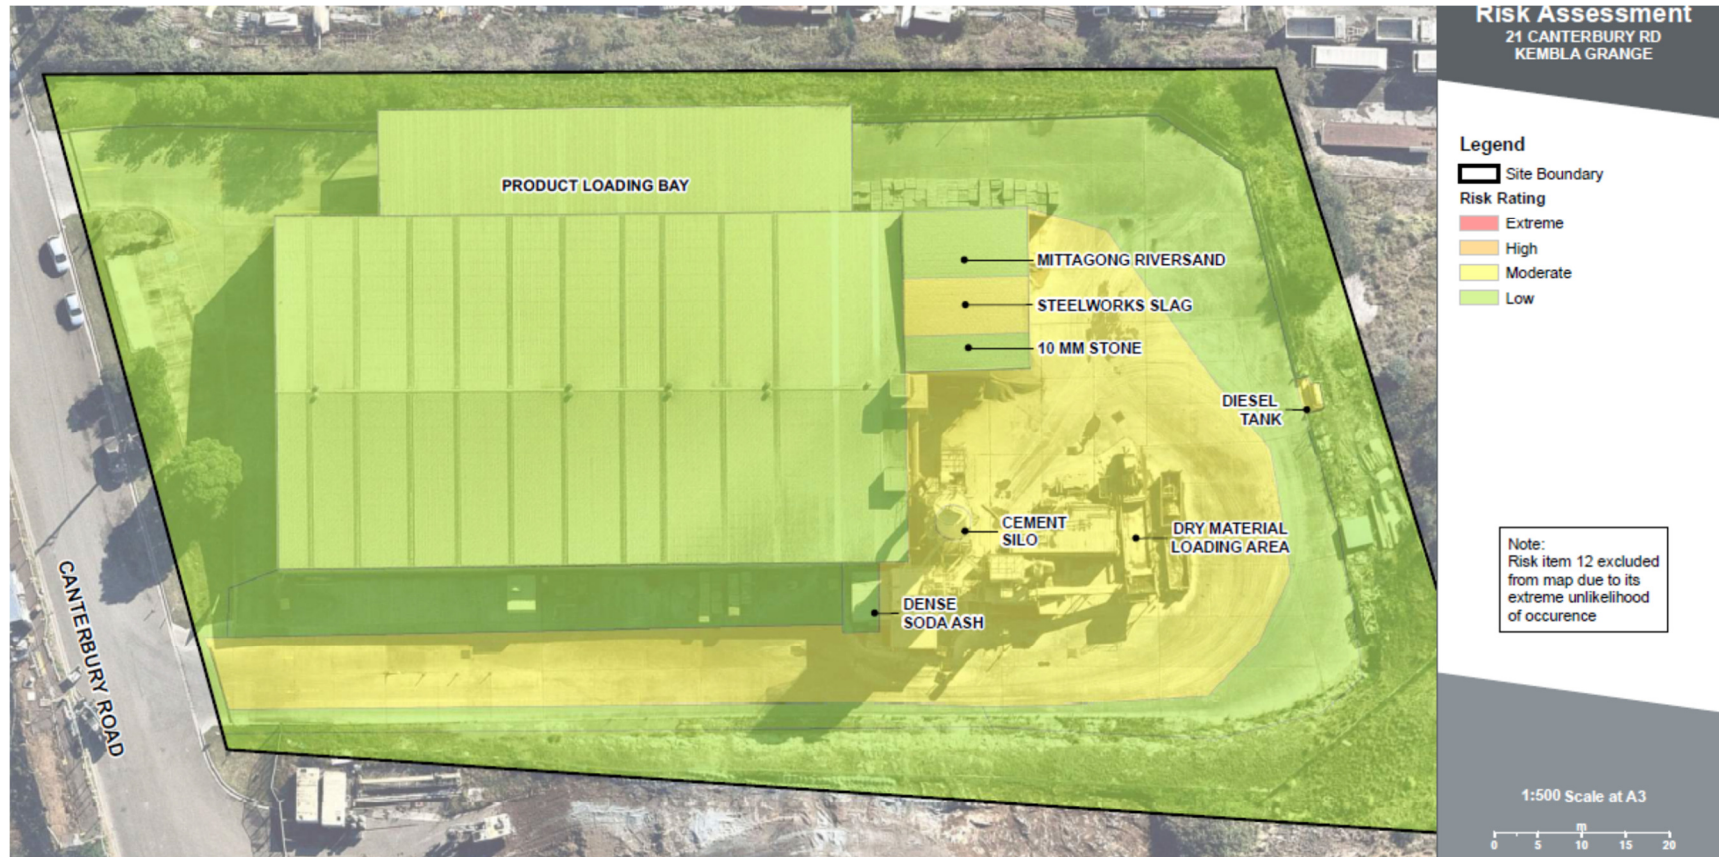 Risk Assessment
21 CANTERBURY RD
KEMBLA GRANGE
Legend
Site Boundary
Risk Rating
Extreme
High
Moderate
Low
PRODUCT LOADING BAY
MITTAGONG RIVERSAND
STEELWORKS SLAG
10 MM STONE
DIESEL
TANK
CEMENT
SILO
DRY MATERIAL
LOADING AREA
DENSE
SODA ASH
CANTERBURY ROAD
Note:
Risk item 12 excluded
from map due to its
extreme unlikelihood
of occurence
1:500 Scale at A3
m
0 5 10 15 20